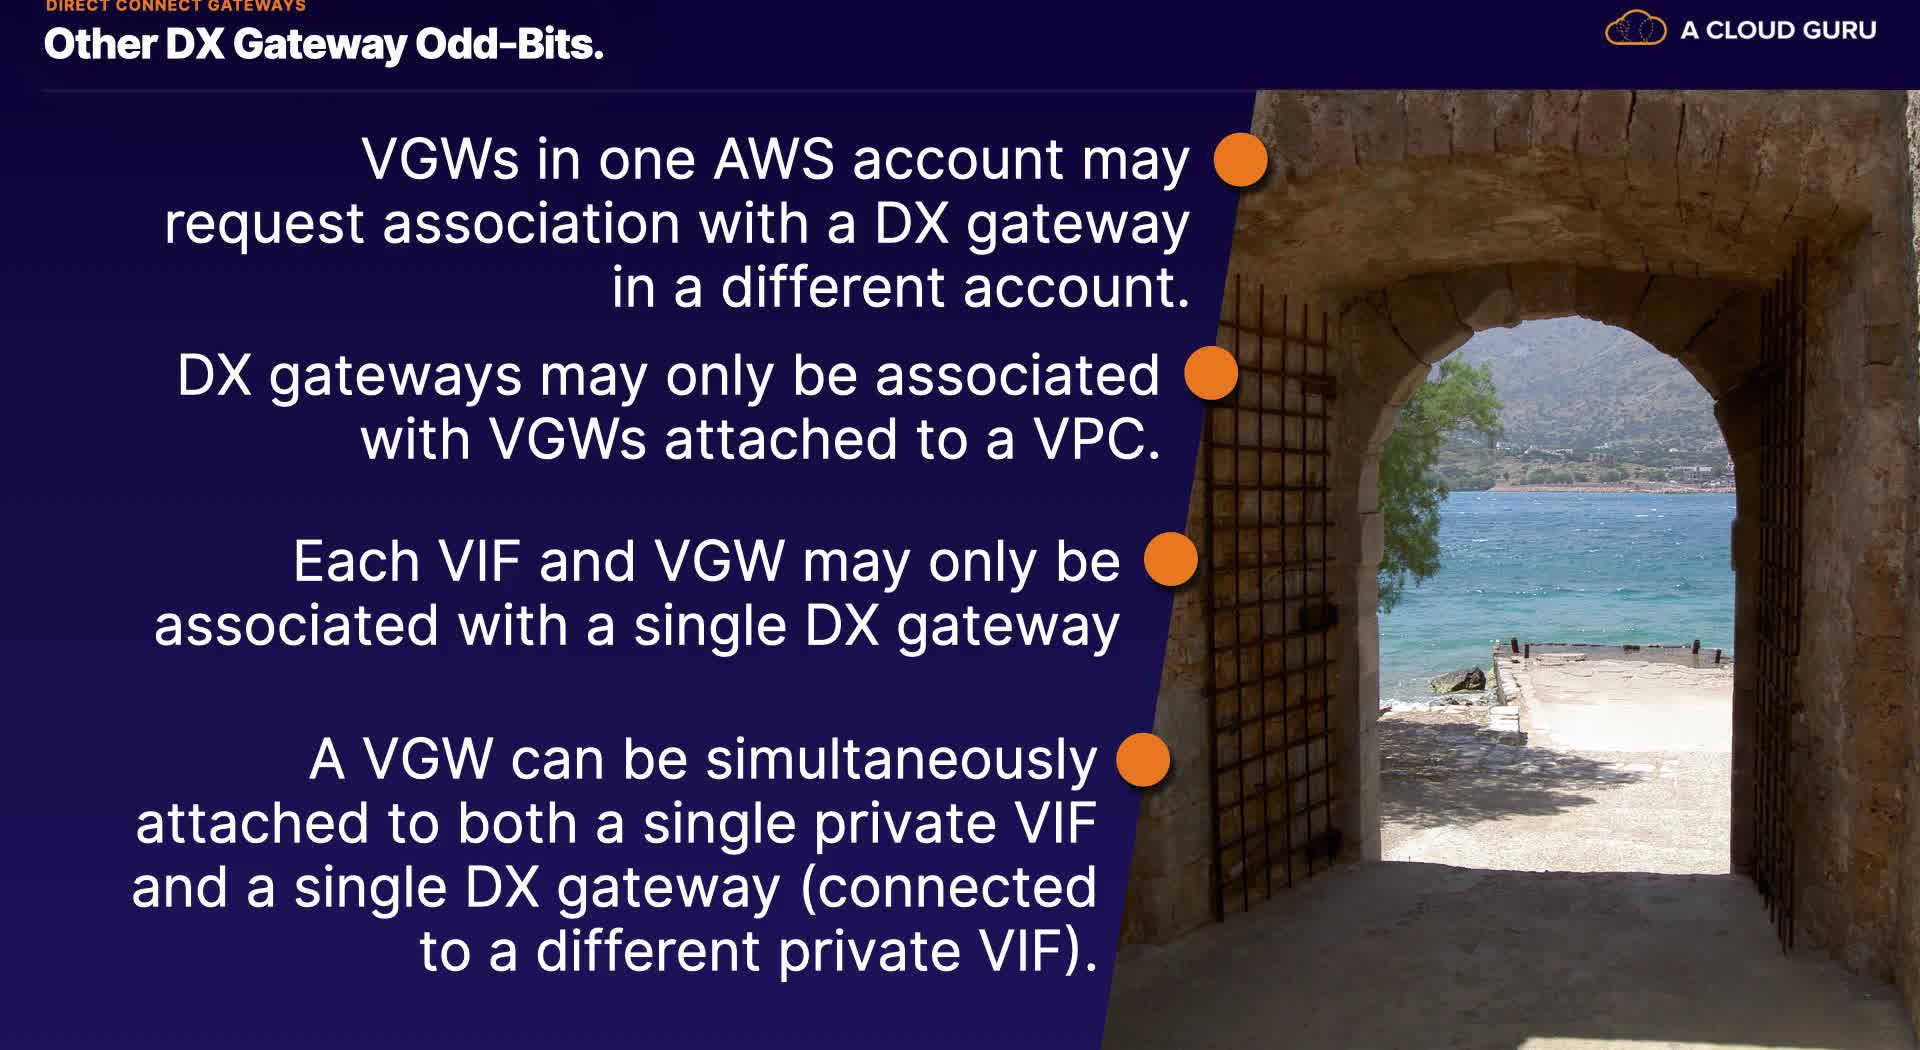 DIRECT CONNECT GATEWAYS
Other DX Gateway Odd-Bits.
A CLOUD GURU
VGWs in one AWS account may
request association with a DX gateway
in a different account.
DX gateways may only be associated
with VGWs attached to a VPC.
Each VIF and VGW may only be
associated with a single DX gateway
A VGW can be simultaneously
attached to both a single private VIF
and a single DX gateway (connected
to a different private VIF).